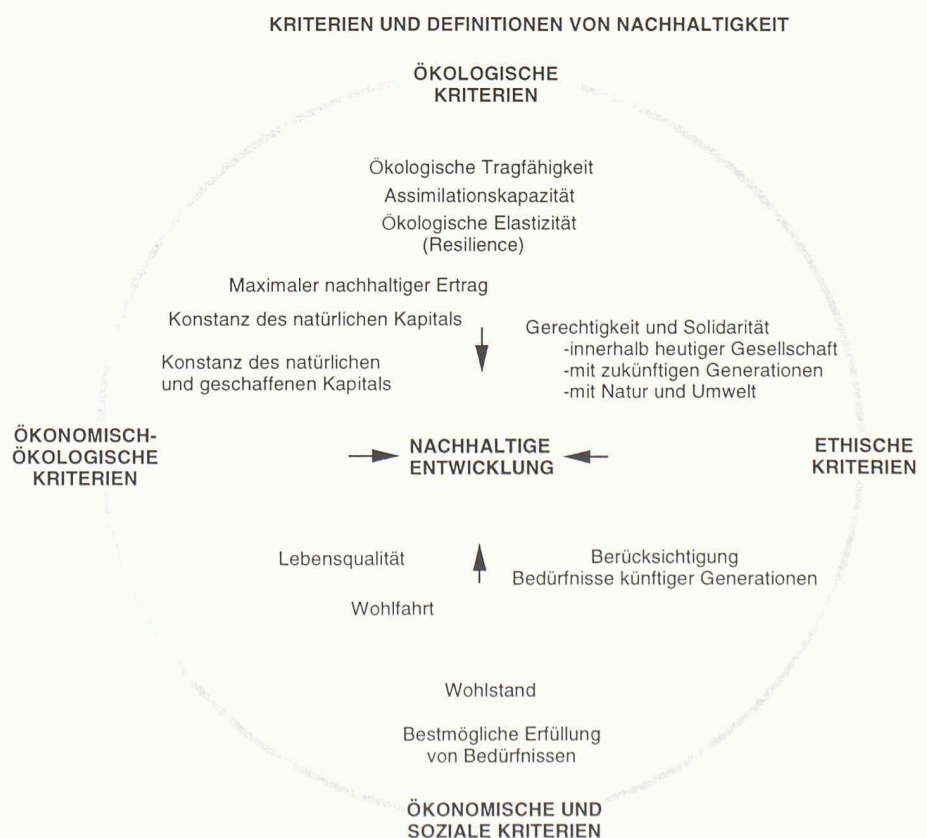 KRITERIEN UND DEFINITIONEN VON NACHHALTIGKEIT
ÖKOLOGISCHE
KRITERIEN
Ökologische Tragfähigkeit
Assimilationskapazität
Ökologische Elastizität
(Resilience)
Maximaler nachhaltiger Ertrag
Konstanz des natürlichen Kapitals
Konstanz des natürlichen
und geschaffenen Kapitals
Gerechtigkeit und Solidarität
-innerhalb heutiger Gesellschaft
-mit zukünftigen Generationen
-mit Natur und Umwelt
ÖKONOMISCH-
ÖKOLOGISCHE
KRITERIEN
NACHHALTIGE
ENTWICKLUNG
ETHISCHE
KRITERIEN
Lebensqualität
Wohlfahrt
Berücksichtigung
Bedürfnisse künftiger Generationen
Wohlstand
Bestmögliche Erfüllung
von Bedürfnissen
ÖKONOMISCHE UND
SOZIALE KRITERIEN